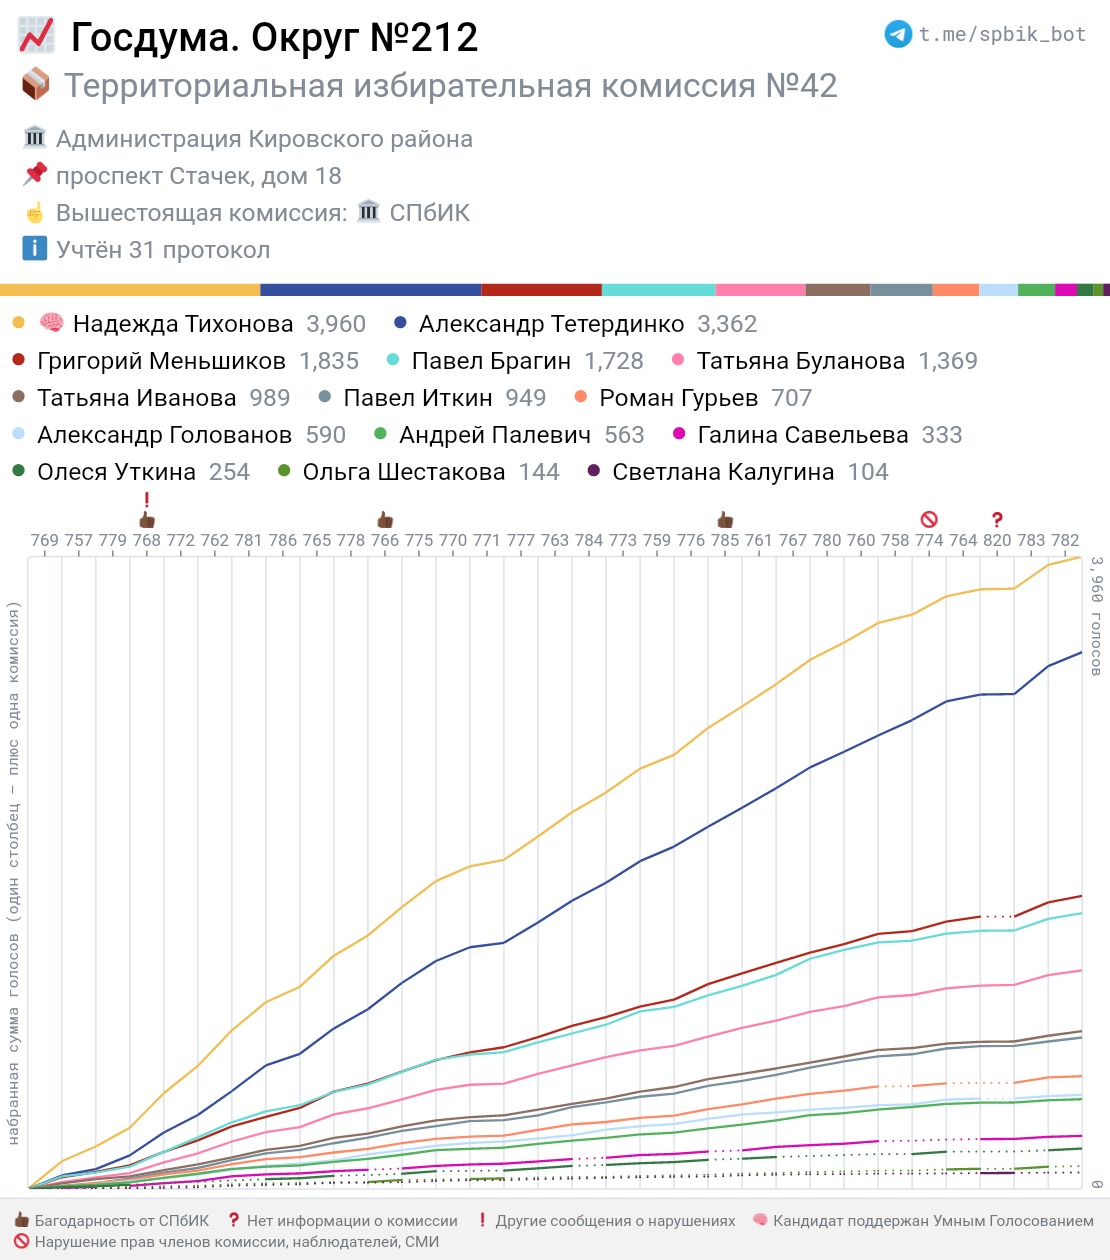 Госдума. Округ №212
t.me/spbik_bot
Территориальная избирательная комиссия №42
Администрация Кировского района
проспект Стачек, дом 18
Вышестоящая комиссия: СПбИК
Учтён 31 протокол
Надежда Тихонова 3,960 Александр Тетердинко 3,362
Григорий Меньшиков 1,835 Павел Брагин 1,728 Татьяна Буланова 1,369
Татьяна Иванова 989 Павел Иткин 949 Роман Гурьев 707
Александр Голованов 590 Андрей Палевич 563 Галина Савельева 333
Олеся Уткина 254 Ольга Шестакова 144 Светлана Калугина 104
769 757 779 768 772 762 781 786 765 778 766 775 770 771 777 763 784 773 759 776 785 761 767 780 760 758 774 764 820 783 782
набранная сумма голосов (один столбец — плюс одна комиссия)
3,960 голосов
0
Багодарность от СПбИК ? Нет информации о комиссии ! Другие сообщения о нарушениях Кандидат поддержан Умным Голосованием
Нарушение прав членов комиссии, наблюдателей, СМИ